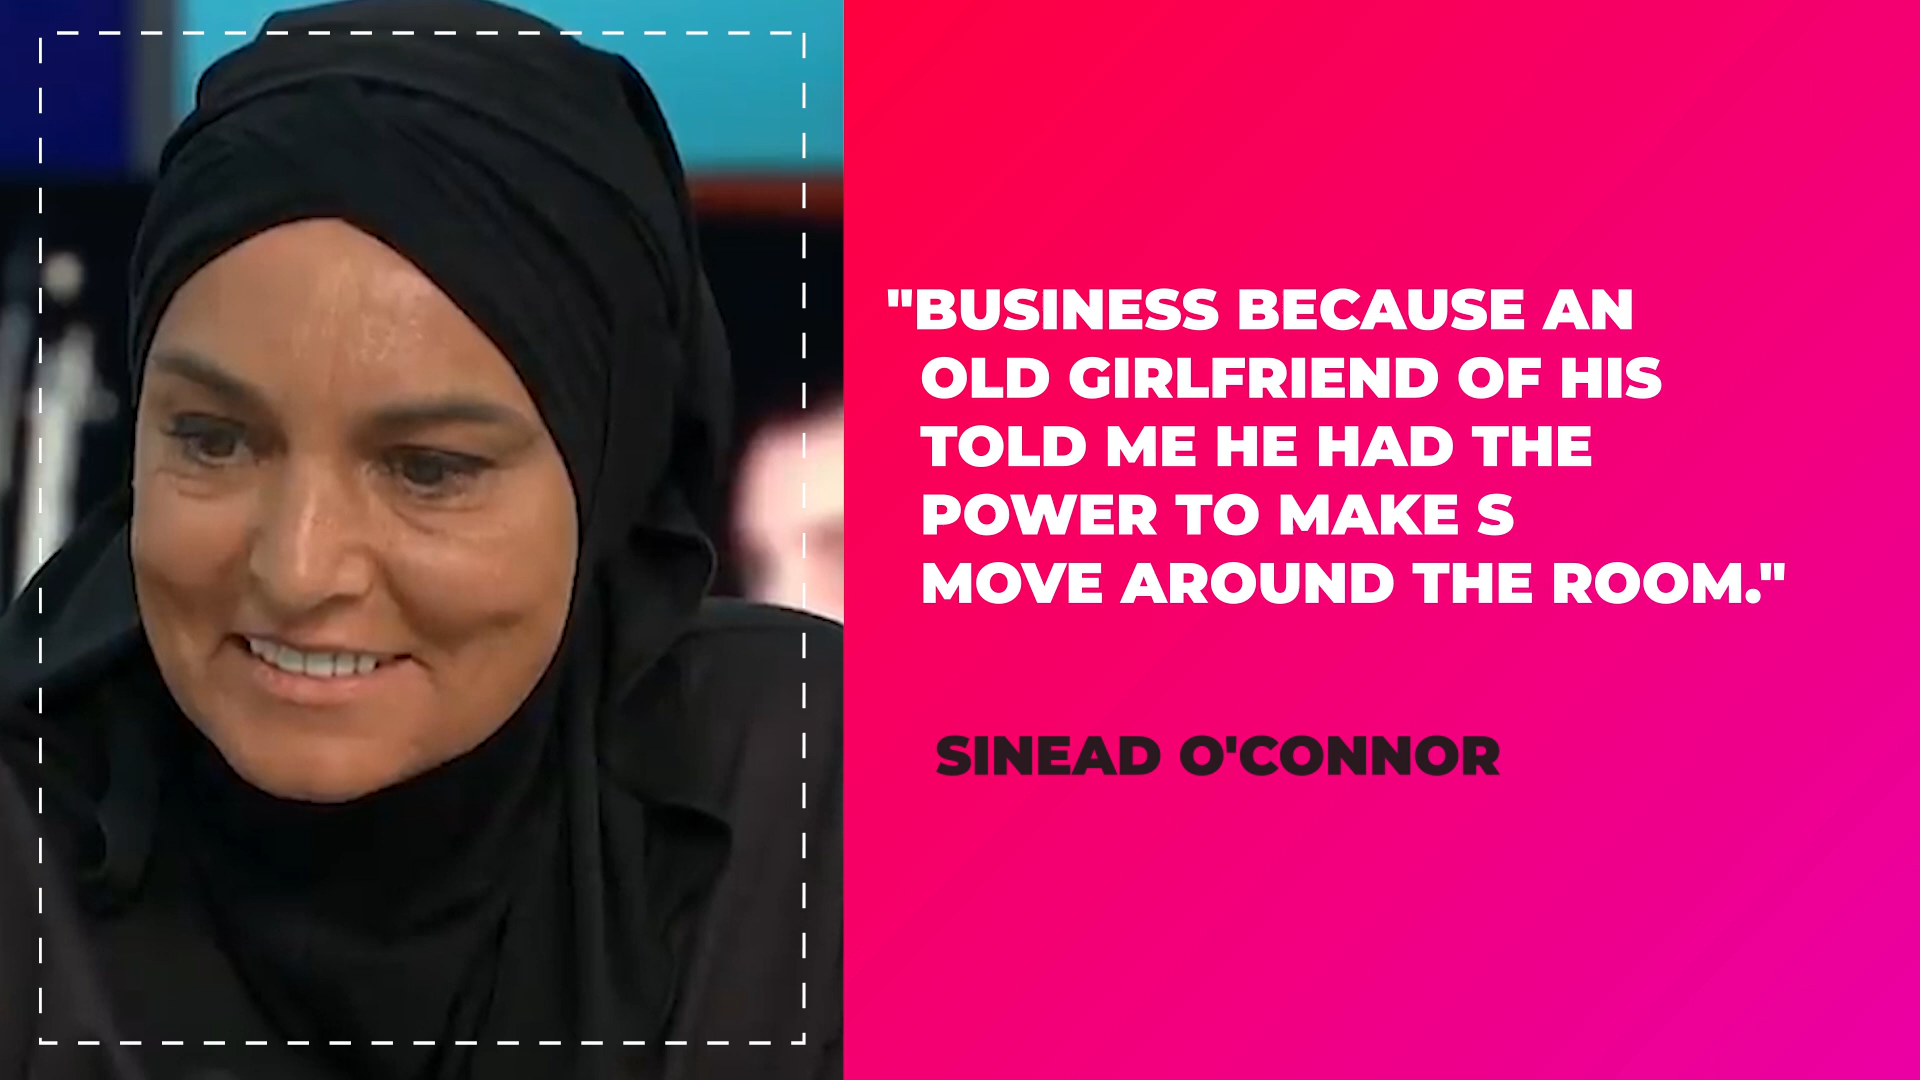 "BUSINESS BECAUSE AN
OLD GIRLFRIEND OF HIS
TOLD ME HE HAD THE
POWER TO MAKE S
MOVE AROUND THE ROOM."
SINEAD O'CONNOR